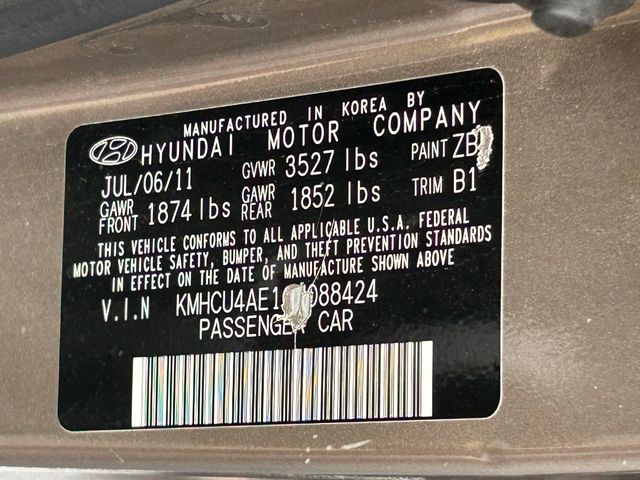 MANUFACTURED IN KOREA BY
HYUNDAI MOTOR COMPANY
JUL/06/11 GVWR 3527 lbs PAINT
GAWR FRONT 1874 lbs GAWR REAR 1852 lbs TRIM B1
THIS VEHICLE CONFORMS TO ALL APPLICABLE U.S.A. FEDERAL
MOTOR VEHICLE SAFETY, BUMPER, AND THEFT PREVENTION STANDARDS
IN EFFECT ON THE DATE OF MANUFACTURE SHOWN ABOVE
V.I.N
PASSENGER CAR